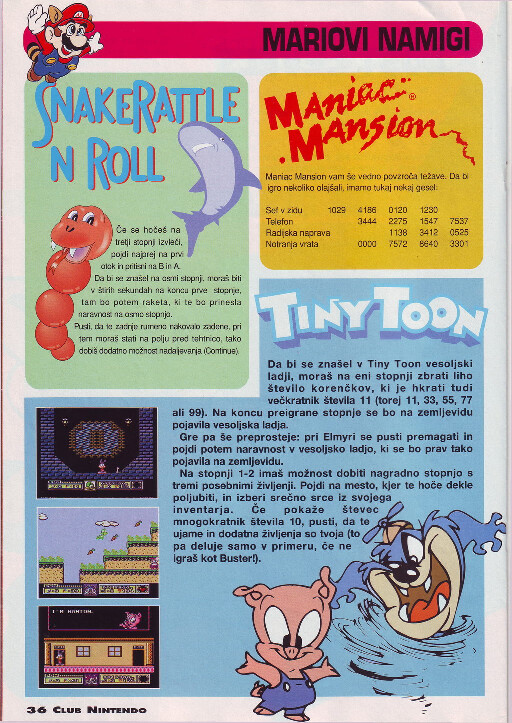 MARIOVI NAMIGI
SNAKE RATTLE
N ROLL
Če se hočeš na
tretji stopnji izvleči,
pojdi najprej na prvi
otok in pritisni na B in A.
Da bi se znašel na osmi stopnji, moraš biti
v štirih sekundah na koncu prve stopnje,
tam bo potem raketa, ki te bo prinesla
naravnost na osmo stopnjo.
Pusti, da te zadnje rumeno nakovalo zadene, pri
tem moraš stati na polju pred tehtnico, tako
dobiš dodatno možnost nadaljevanja (Continue).
MANIAC
MANSION
Maniac Mansion vam še vedno povzroča težave. Da bi
igro nekoliko olajšali, imamo tukaj nekaj gesel:
Sef v zidu 1029 4186 0120 1230
Telefon 3444 2275 1547 7537
Radijska naprava 1138 3412 0525
Notranja vrata 0000 7572 8640 3301
TINY TOON
Da bi se znašel v Tiny Toon vesoljski
ladji, moraš na eni stopnji zbrati liho
število korenčkov, ki je hkrati tudi
večkratnik števila 11 (torej 11, 33, 55, 77
ali 99). Na koncu preigrane stopnje se bo na zemljevidu
pojavila vesoljska ladja.
Gre pa še preprosteje: pri Elmyri se pusti premagati in
pojdi potem naravnost v vesoljsko ladjo, ki se bo prav tako
pojavila na zemljevidu.
Na stopnji 1-2 imaš možnost dobiti nagradno stopnjo s
tremi posebnimi življenji. Pojdi na mesto, kjer te hoče dekle
poljubiti, in izberi srečno srce iz svojega
inventarja. Če pokaže števec
mnogokratnik števila 10, pusti, da te
ujame in dodatna življenja so tvoja (to
pa deluje samo v primeru, če ne
igraš kot Buster!).
I'M HAMTON.
36 CLUB NINTENDO